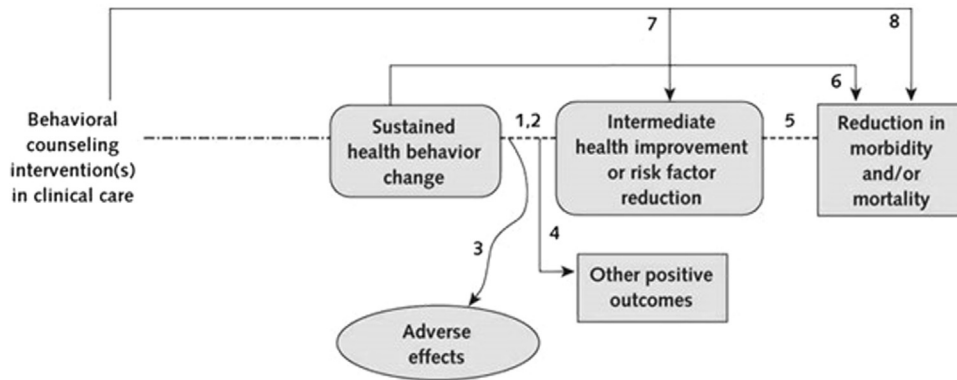 7
8
6
Behavioral
counseling
intervention(s)
in clinical care
Sustained
health behavior
change
1,2
Intermediate
health improvement
or risk factor
reduction
5
Reduction in
morbidity
and/or
mortality
3
4
Other positive
outcomes
Adverse
effects